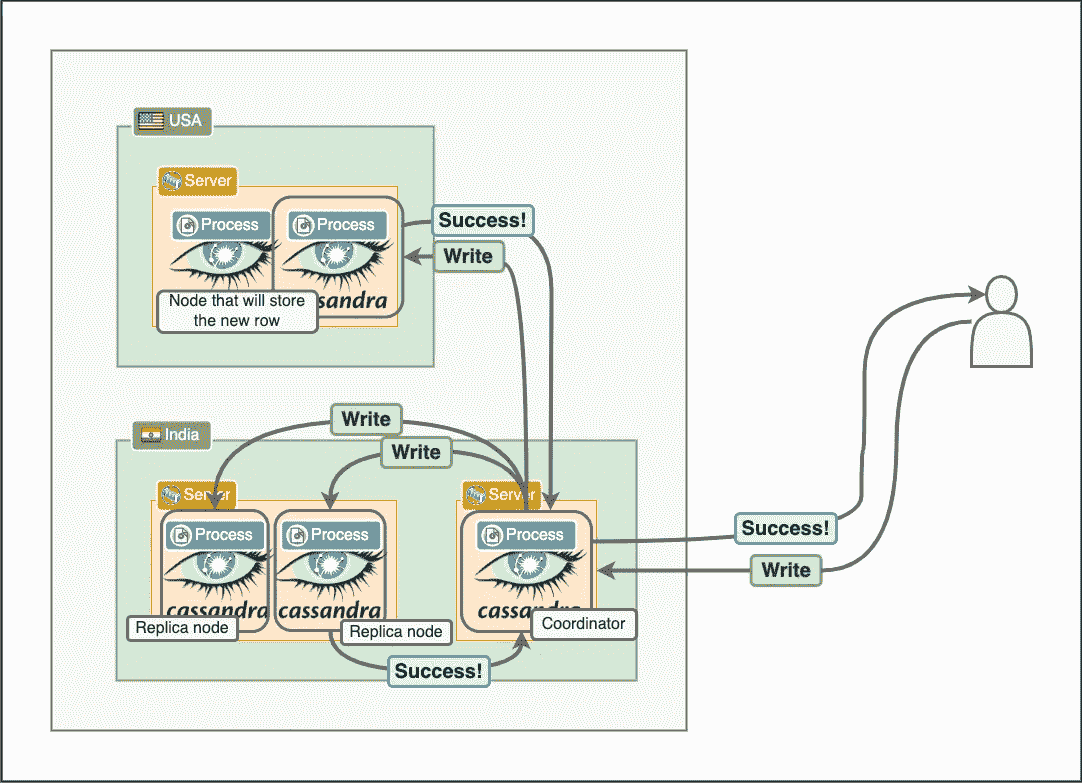 USA
Server
Process
Process
Success!
Write
ssandra
Node that will store
the new row
Write
India
Write
Server
Server
Process
Process
Process
Success!
Write
cassandra
cassandra
cassandra
Replica node
Replica node
Coordinator
Success!